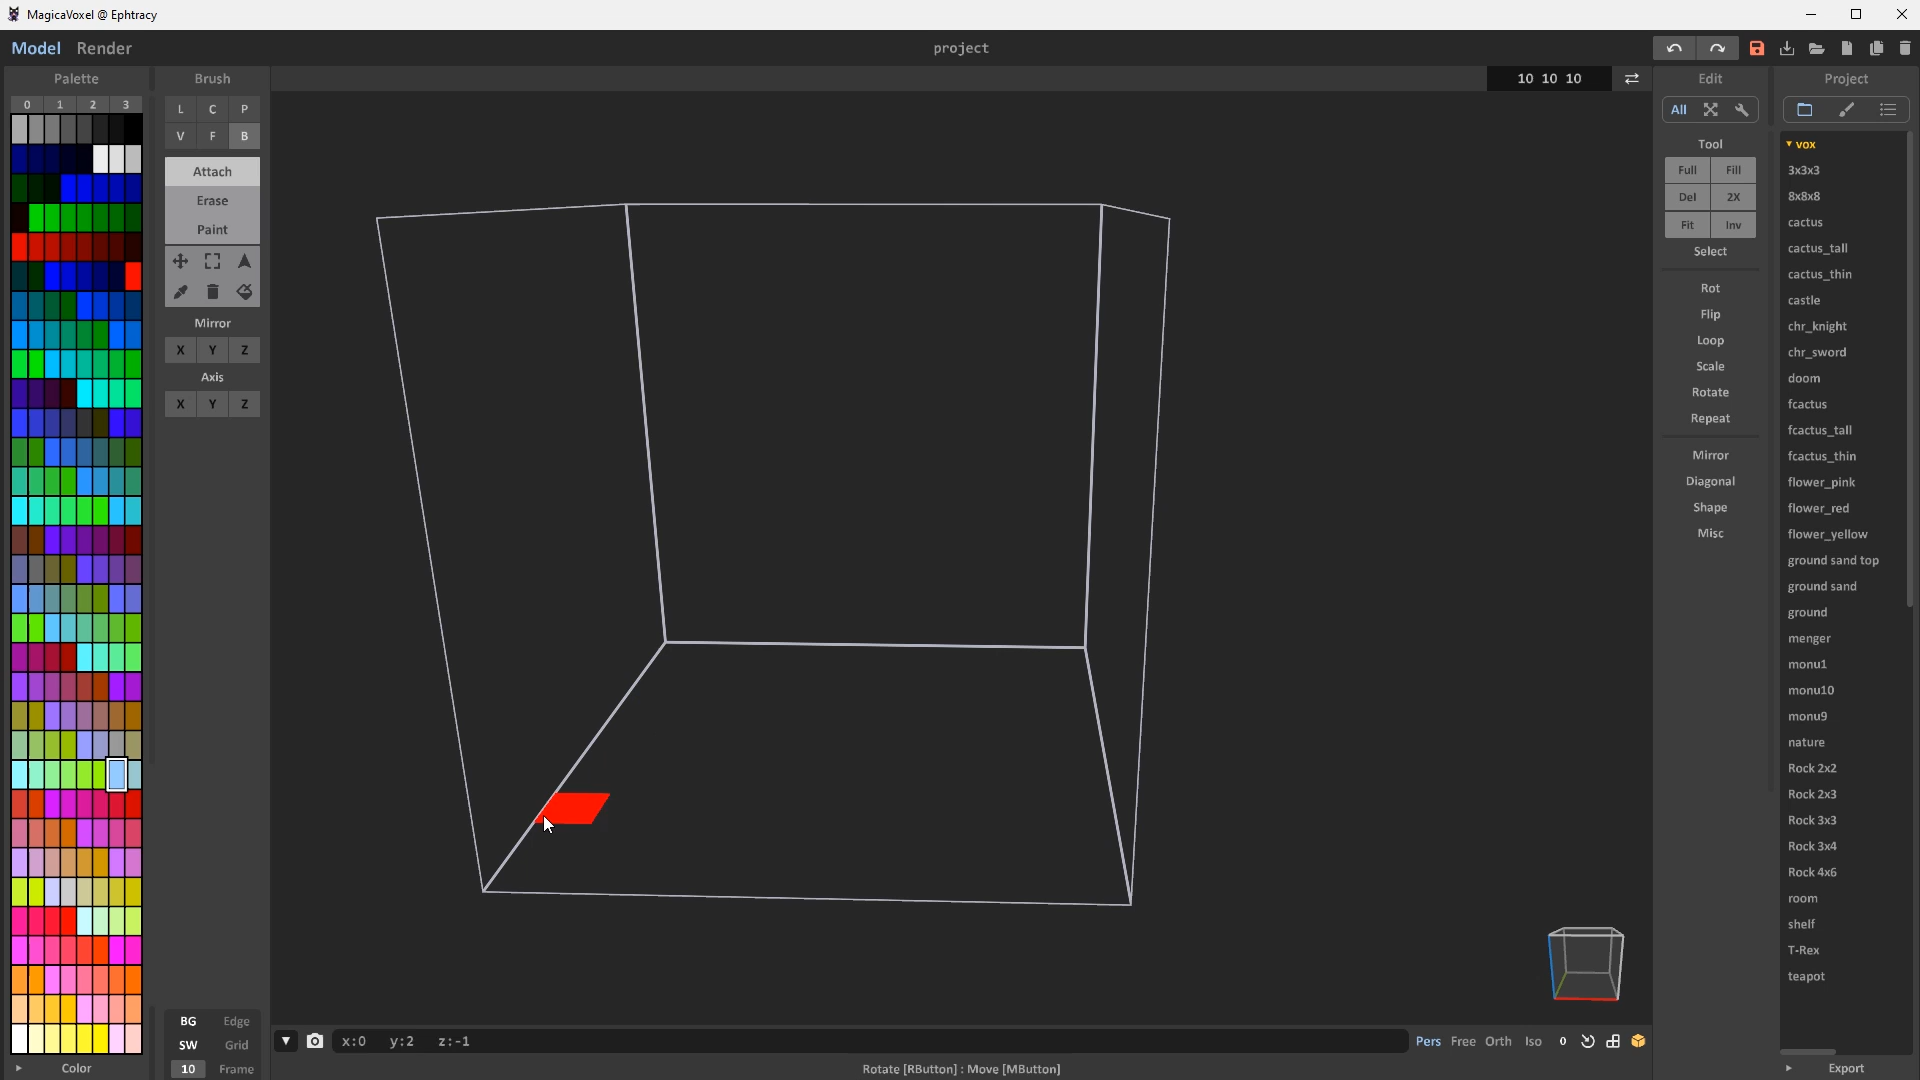 MagicaVoxel @ Ephtracy
Model Render
project
Palette
Brush
10 10 10
Edit
Project
0 1 2 3
L C P
V F B
All
Attach
Erase
Paint
Mirror
X Y Z
Axis
X Y Z
Tool
Full Fill
Del 2X
Fit Inv
Select
Rot
Flip
Loop
Scale
Rotate
Repeat
Mirror
Diagonal
Shape
Misc
vox
3x3x3
8x8x8
cactus
cactus_tall
cactus_thin
castle
chr_knight
chr_sword
doom
fcactus
fcactus_tall
fcactus_thin
flower_pink
flower_red
flower_yellow
ground sand top
ground sand
ground
menger
monu1
monu10
monu9
nature
Rock 2x2
Rock 2x3
Rock 3x3
Rock 3x4
Rock 4x6
room
shelf
T-Rex
teapot
BG Edge
SW Grid
10 Frame
x:0 y:2 z:-1
Pers Free Orth Iso 0
Color
Rotate [RButton] : Move [MButton]
Export